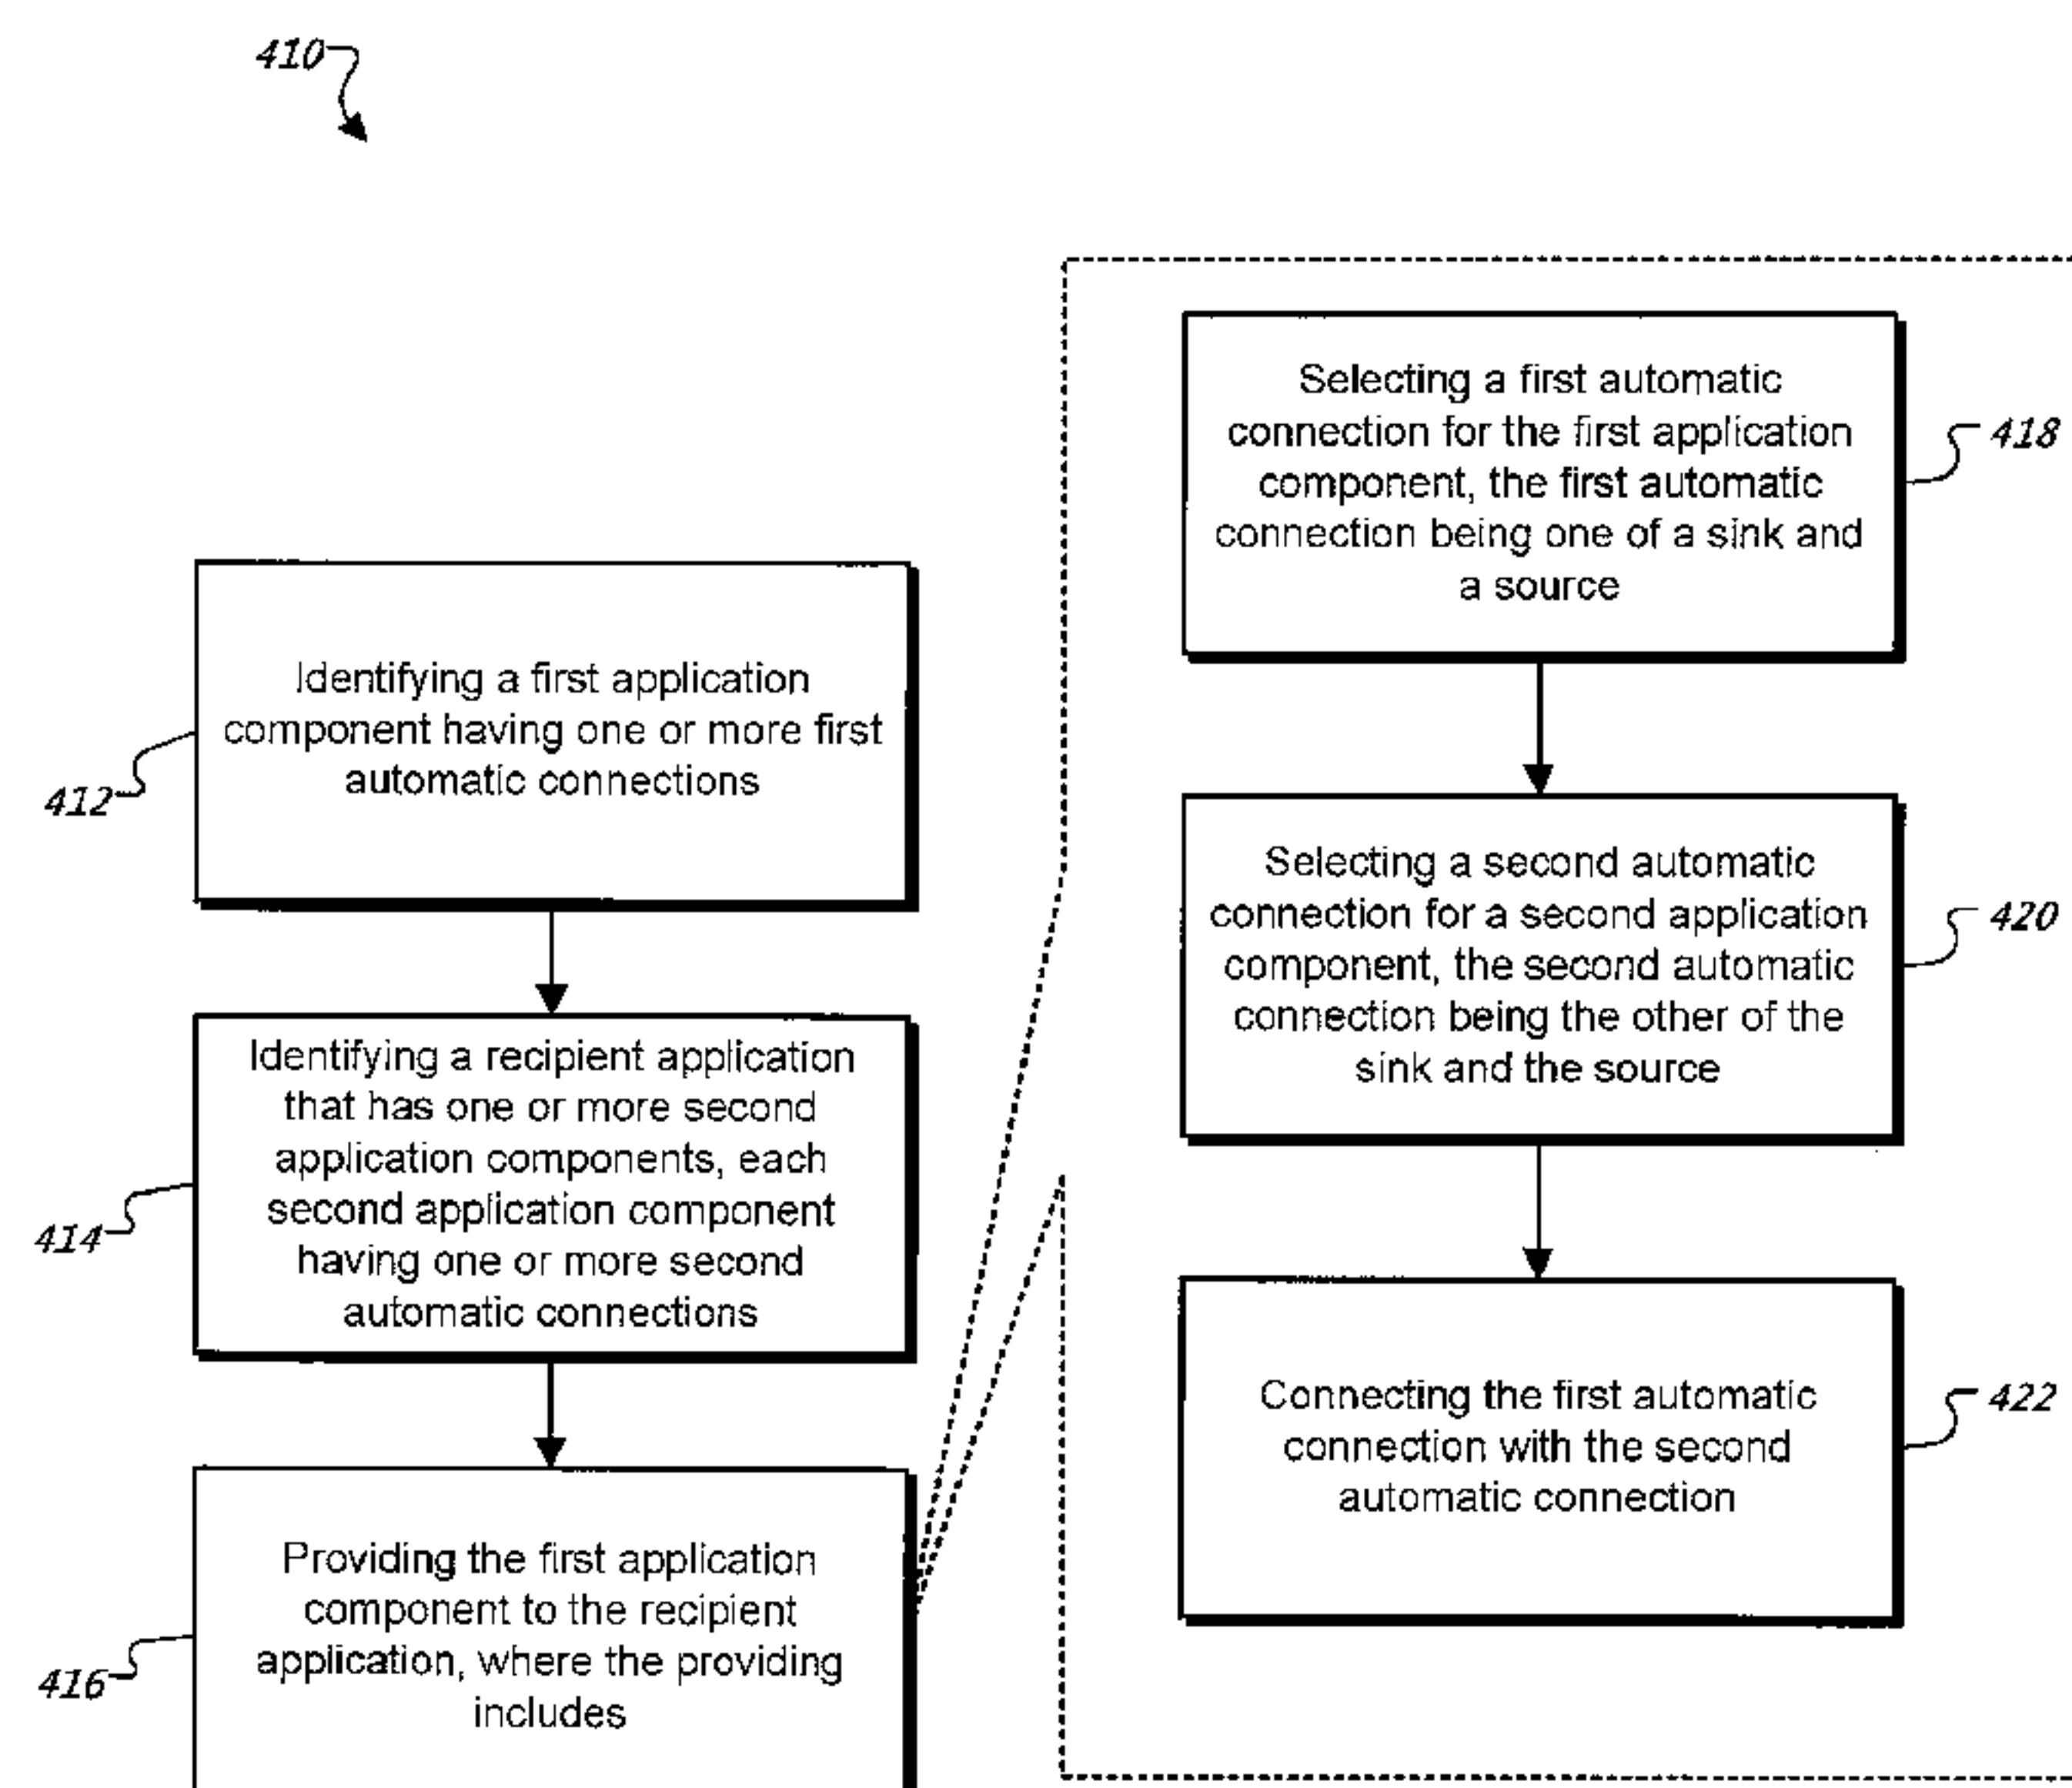 410
Identifying a first application
component having one or more first
automatic connections
412
Identifying a recipient application
that has one or more second
application components, each
second application component
having one or more second
automatic connections
414
Providing the first application
component to the recipient
application, where the providing
includes
416
Selecting a first automatic
connection for the first application
component, the first automatic
connection being one of a sink and
a source
418
Selecting a second automatic
connection for a second application
component, the second automatic
connection being the other of the
sink and the source
420
Connecting the first automatic
connection with the second
automatic connection
422